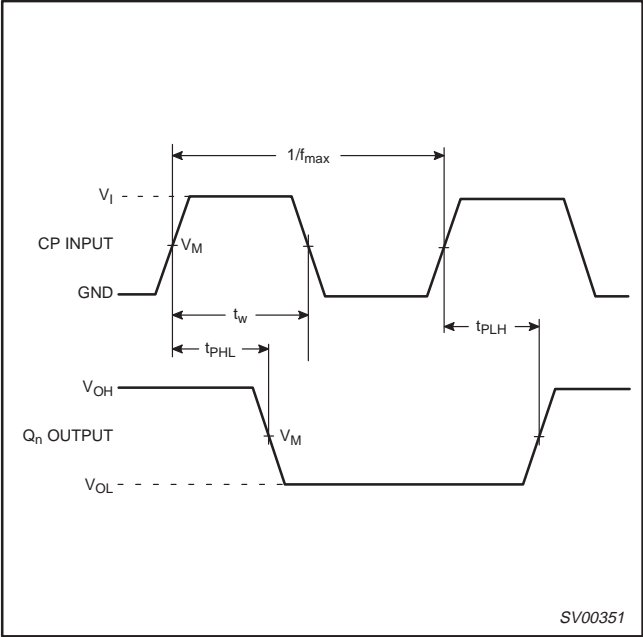 1/fmax
VI
CP INPUT
VM
GND
tw
tPLH
tPHL
VOH
Qn OUTPUT
VM
VOL
SV00351